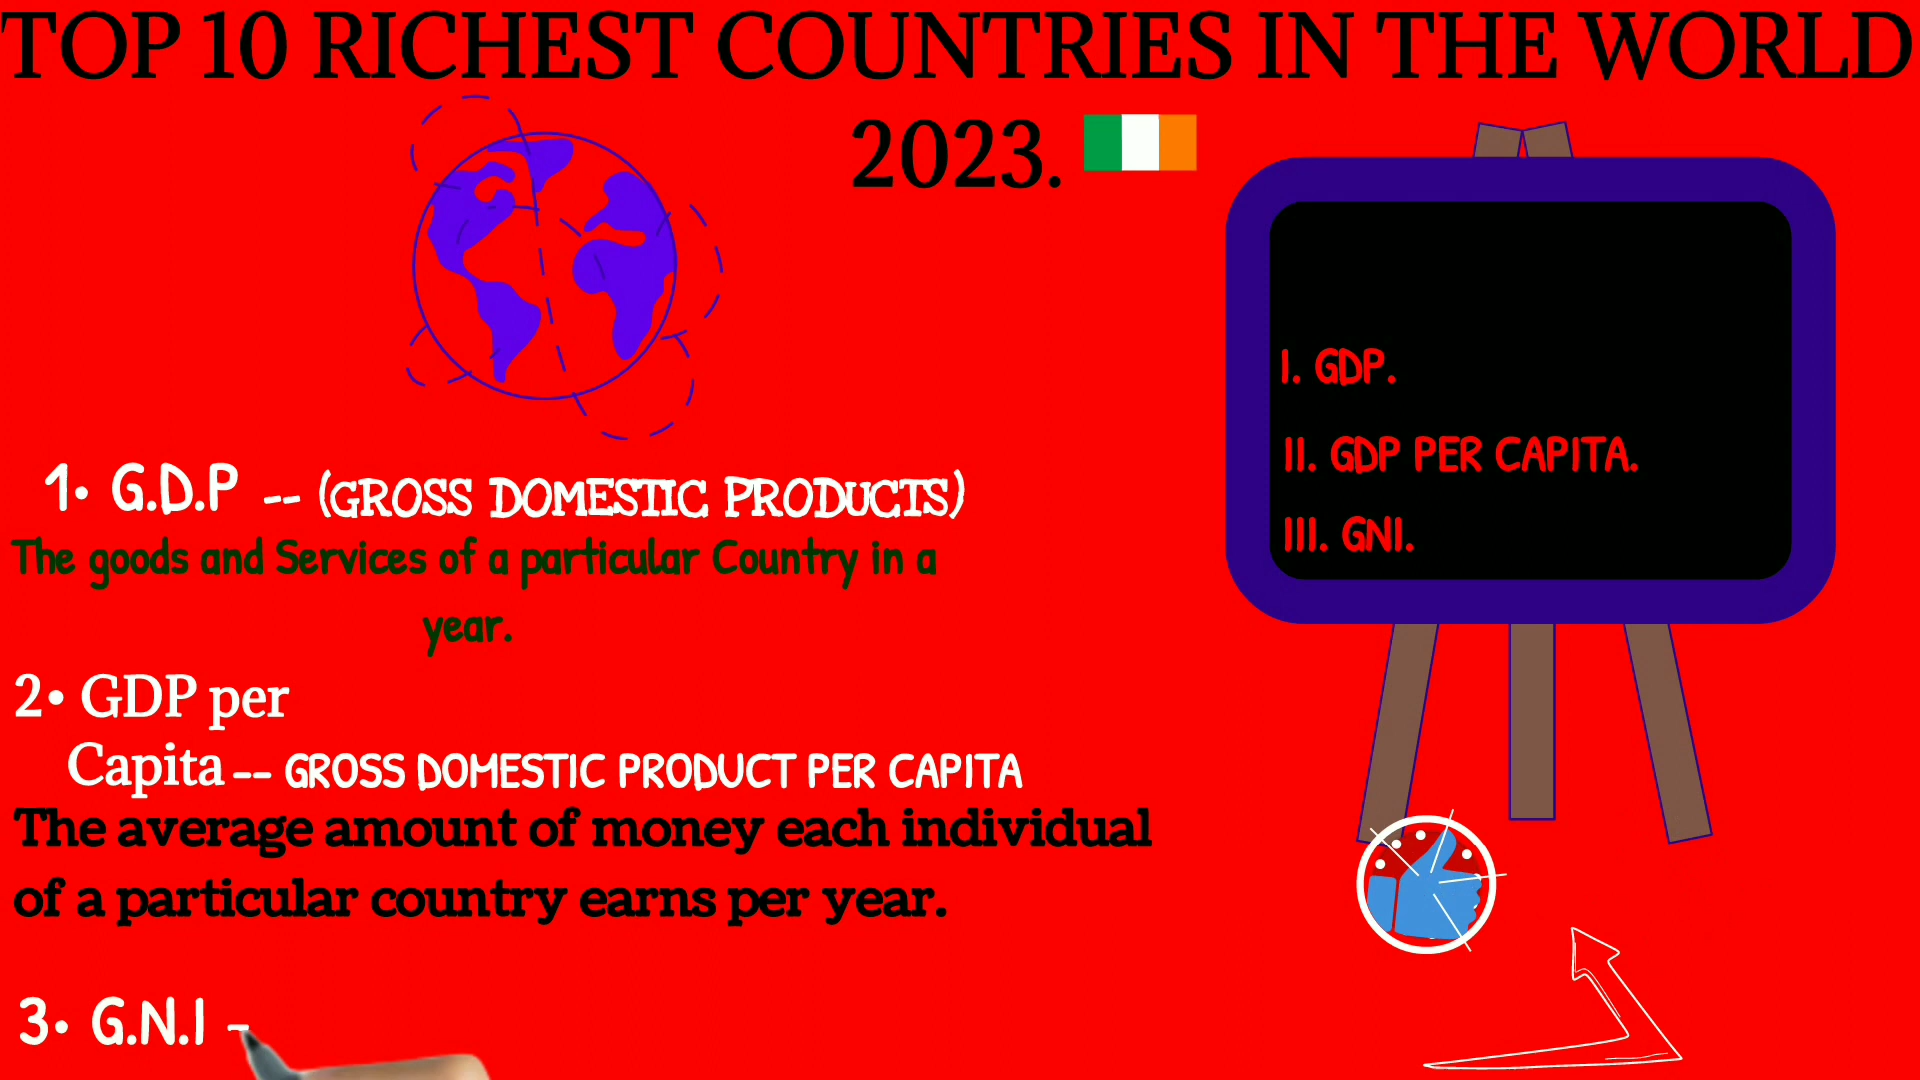 TOP 10 RICHEST COUNTRIES IN THE WORLD
2023.
I. GDP.
II. GDP PER CAPITA.
III. GNI.
1• G.D.P -- (GROSS DOMESTIC PRODUCTS)
The goods and Services of a particular Country in a
year.
2• GDP per
Capita -- GROSS DOMESTIC PRODUCT PER CAPITA
The average amount of money each individual
of a particular country earns per year.
3• G.N.I -